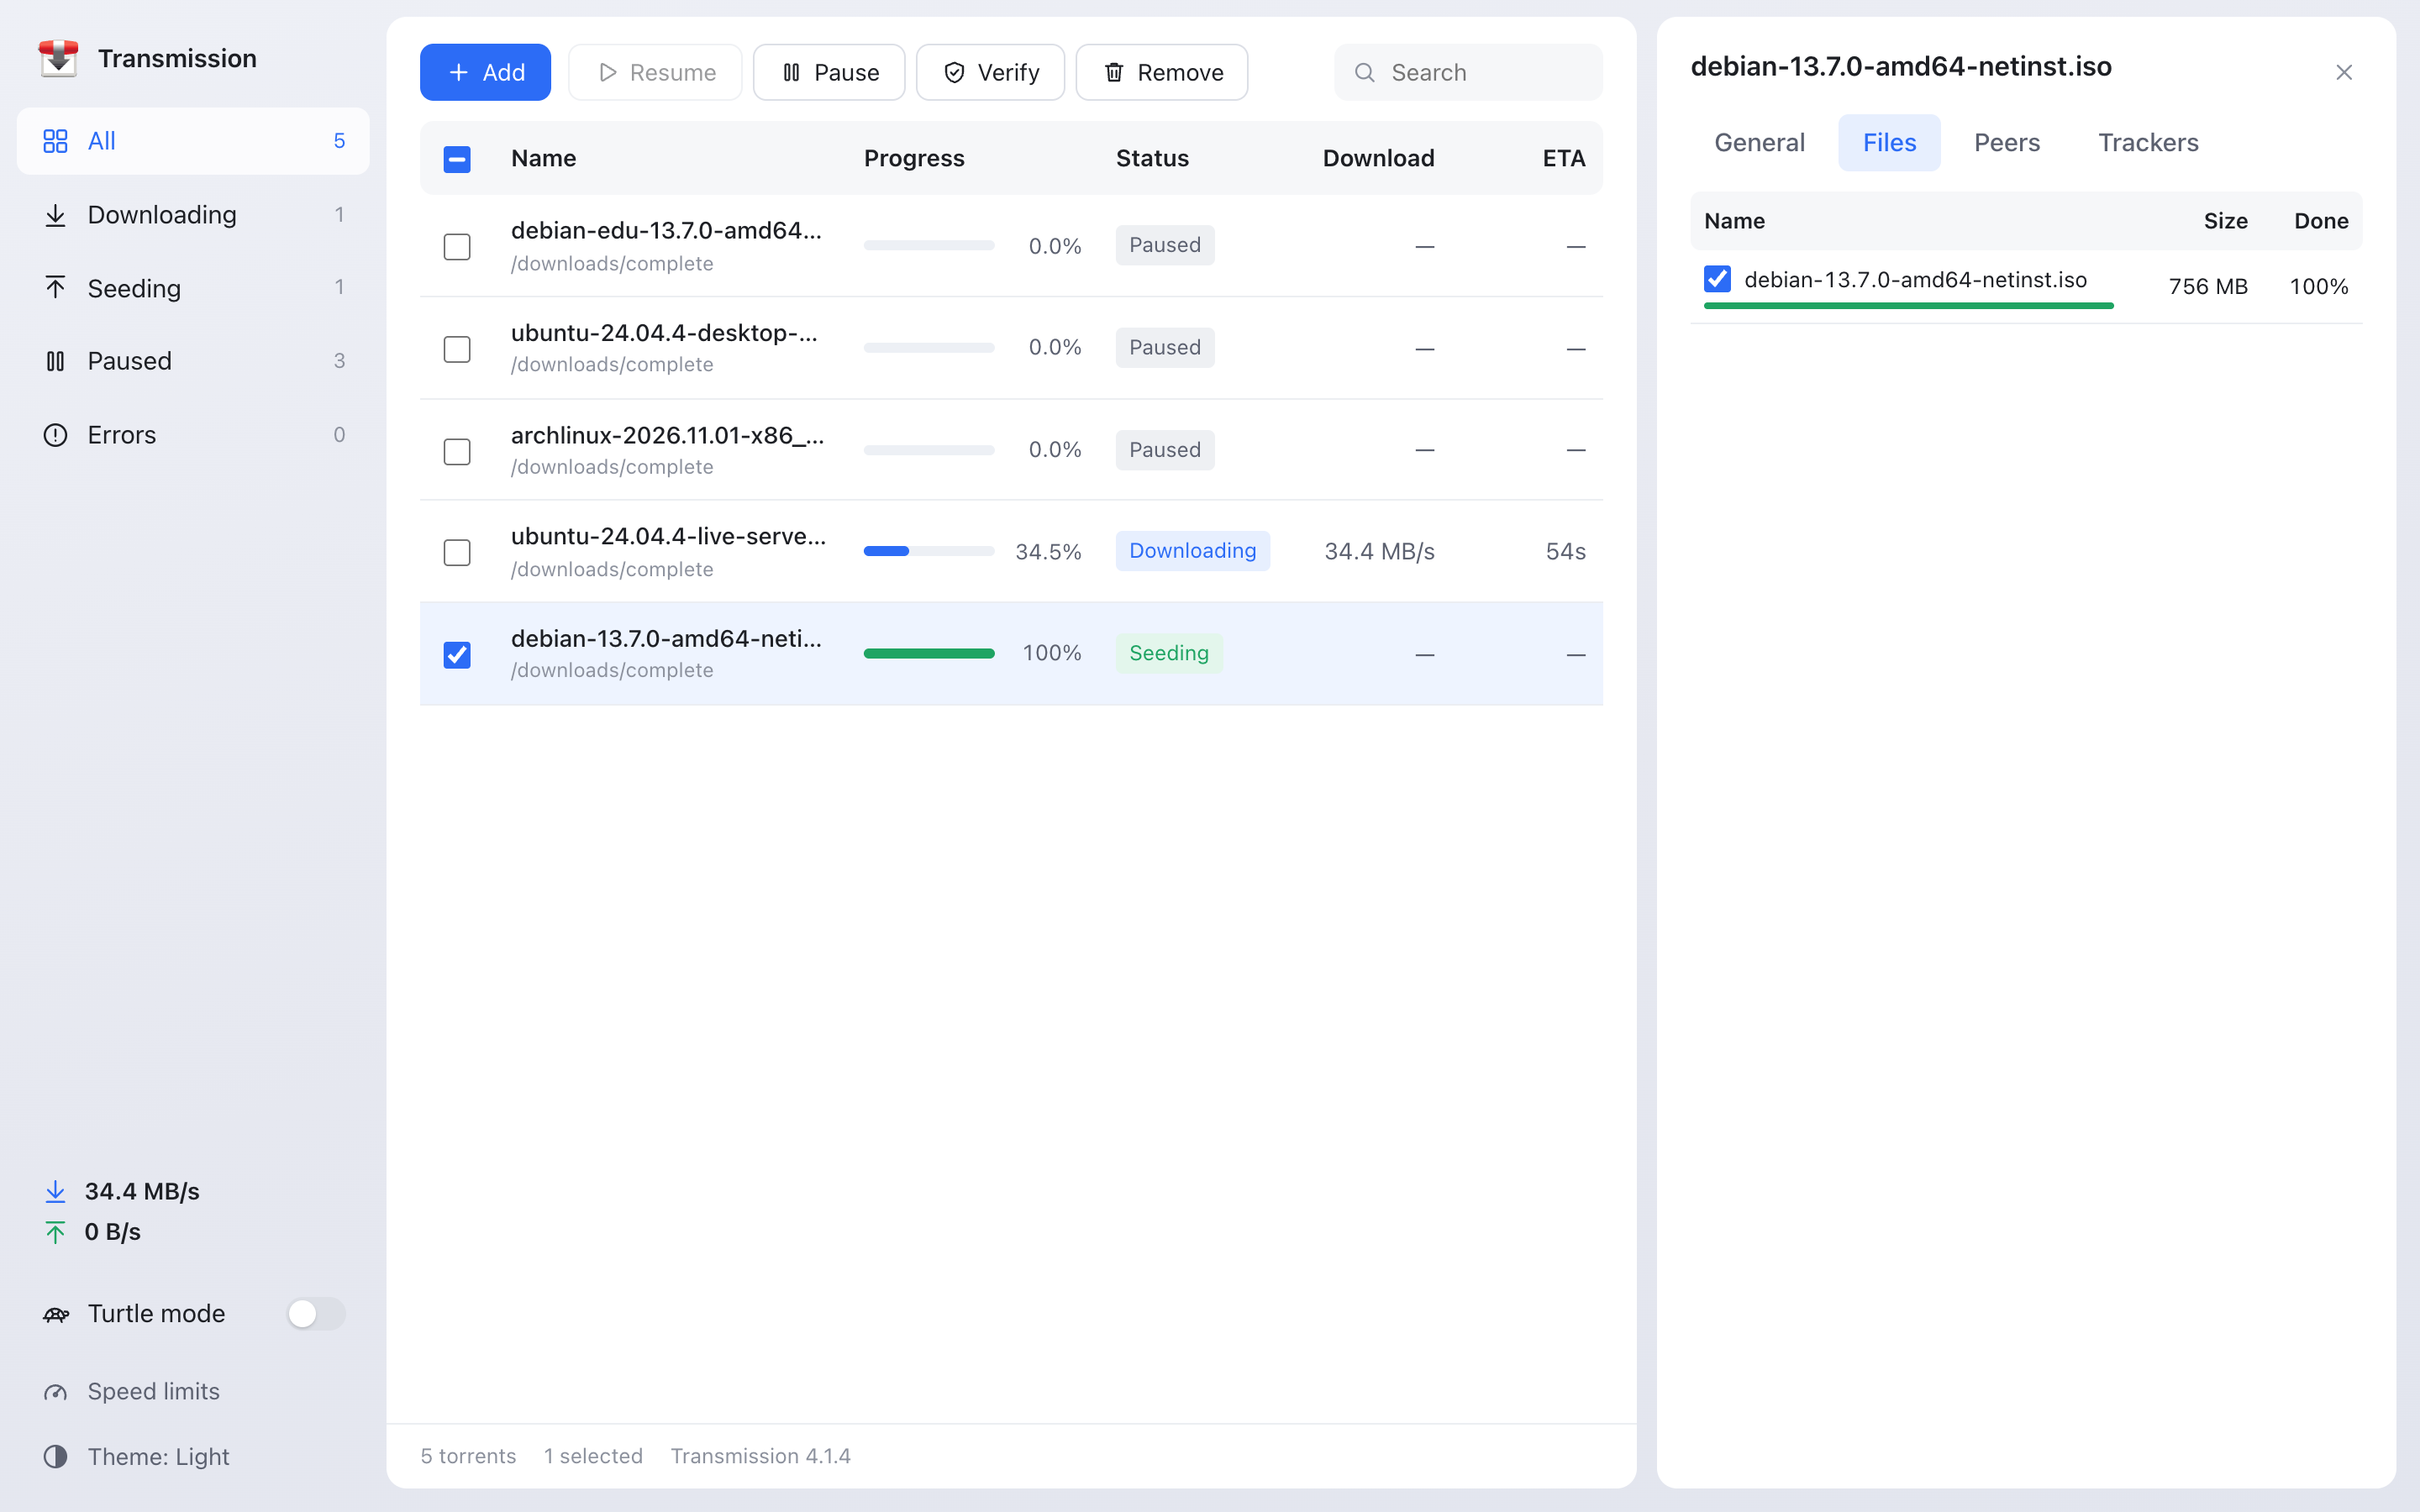 Transmission
All 5
Downloading 1
Seeding 1
Paused 3
Errors 0
34.4 MB/s
0 B/s
Turtle mode
Speed limits
Theme: Light
Add Resume Pause Verify Remove Search
Name Progress Status Download ETA
debian-edu-13.7.0-amd64...
/downloads/complete
0.0% Paused — —
ubuntu-24.04.4-desktop-...
/downloads/complete
0.0% Paused — —
archlinux-2026.11.01-x86_...
/downloads/complete
0.0% Paused — —
ubuntu-24.04.4-live-serve...
/downloads/complete
34.5% Downloading 34.4 MB/s 54s
debian-13.7.0-amd64-neti...
/downloads/complete
100% Seeding — —
5 torrents 1 selected Transmission 4.1.4
debian-13.7.0-amd64-netinst.iso
General Files Peers Trackers
Name Size Done
debian-13.7.0-amd64-netinst.iso 756 MB 100%